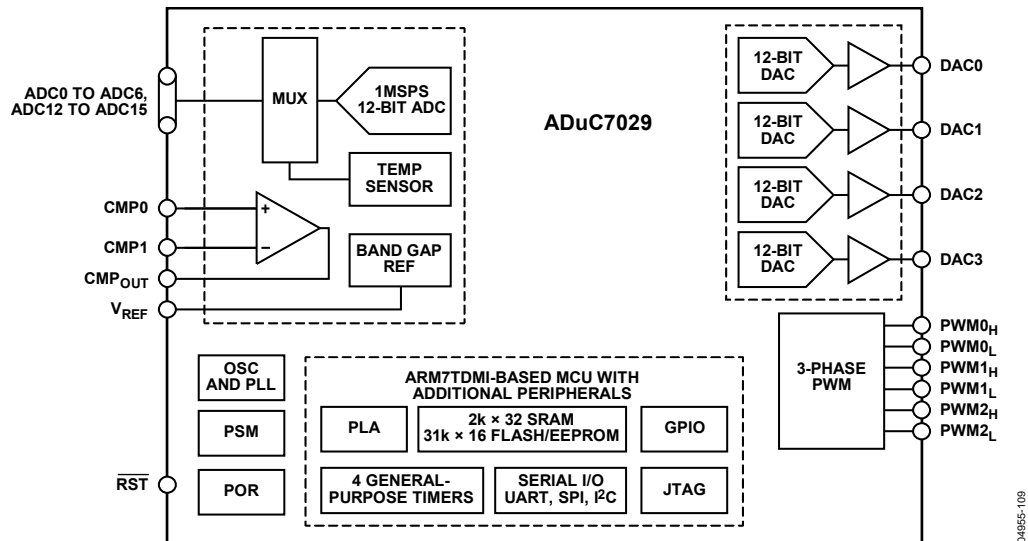 ADC0 TO ADC6,
ADC12 TO ADC15
MUX
1MSPS
12-BIT ADC
TEMP
SENSOR
CMP0
+
CMP1
−
CMPOUT
VREF
BAND GAP
REF
ADuC7029
12-BIT
DAC
DAC0
12-BIT
DAC
DAC1
12-BIT
DAC
DAC2
12-BIT
DAC
DAC3
3-PHASE
PWM
PWM0H
PWM0L
PWM1H
PWM1L
PWM2H
PWM2L
OSC
AND PLL
PSM
POR
RST
ARM7TDMI-BASED MCU WITH
ADDITIONAL PERIPHERALS
PLA
2k × 32 SRAM
31k × 16 FLASH/EEPROM
GPIO
4 GENERAL-
PURPOSE TIMERS
SERIAL I/O
UART, SPI, I2C
JTAG
04955-109